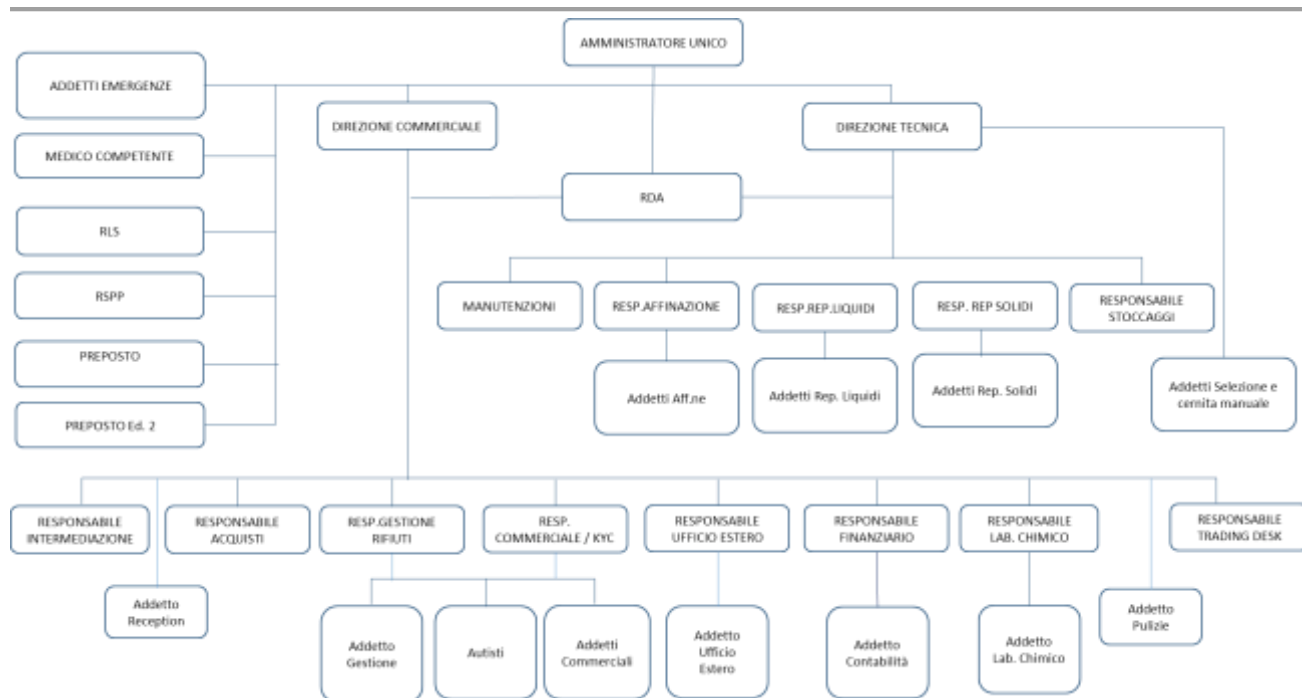 AMMINISTRATORE UNICO
ADDETTI EMERGENZE
DIREZIONE COMMERCIALE
DIREZIONE TECNICA
MEDICO COMPETENTE
RDA
RLS
RSPP
MANUTENZIONI
RESP.AFFINAZIONE
RESP.REP.LIQUIDI
RESP. REP SOLIDI
RESPONSABILE
STOCCAGGI
PREPOSTO
Addetti Aff.ne
Addetti Rep. Liquidi
Addetti Rep. Solidi
Addetti Selezione e
cernita manuale
PREPOSTO Ed. 2
RESPONSABILE
INTERMEDIAZIONE
RESPONSABILE
ACQUISTI
RESP.GESTIONE
RIFIUTI
RESP.
COMMERCIALE / KYC
RESPONSABILE
UFFICIO ESTERO
RESPONSABILE
FINANZIARIO
RESPONSABILE
LAB. CHIMICO
RESPONSABILE
TRADING DESK
Addetto
Reception
Addetto
Gestione
Autisti
Addetti
Commerciali
Addetto
Ufficio
Estero
Addetto
Contabilità
Addetto
Lab. Chimico
Addetto
Pulizie